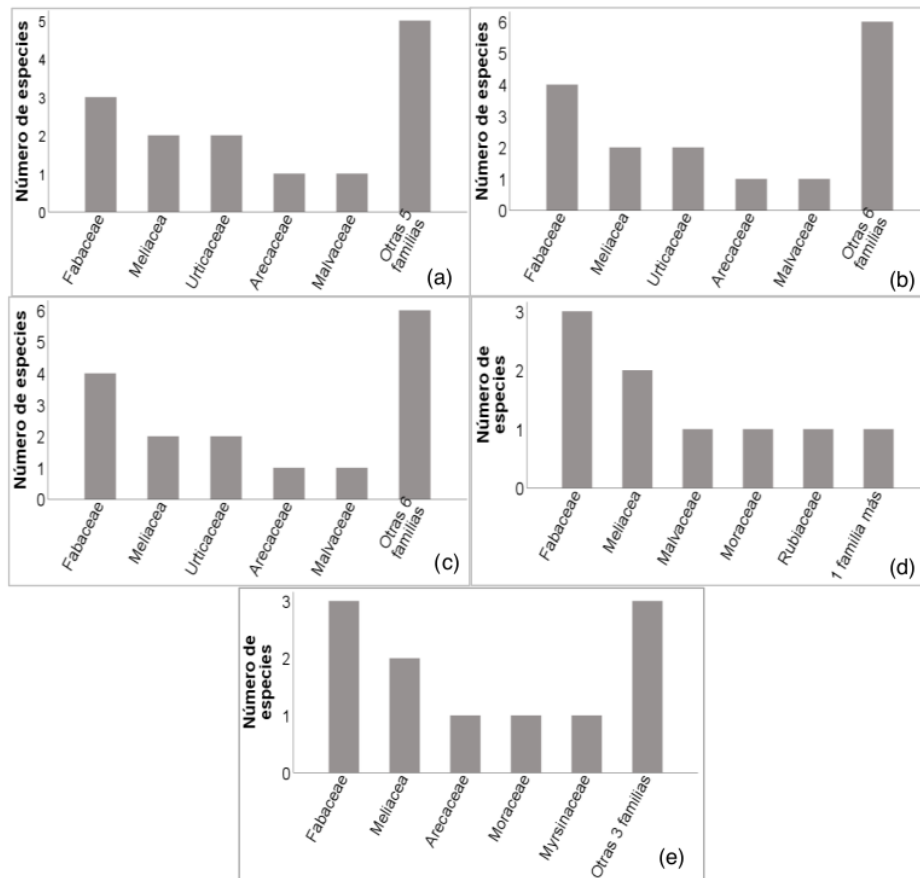 Número de especies
5
4
3
2
1
0
Fabaceae
Meliacea
Urticaceae
Arecaceae
Malvaceae
Otras 5
familias
(a)
Número de especies
6
5
4
3
2
1
0
Fabaceae
Meliacea
Urticaceae
Arecaceae
Malvaceae
Otras 6
familias
(b)
Número de especies
6
5
4
3
2
1
0
Fabaceae
Meliacea
Urticaceae
Arecaceae
Malvaceae
Otras 6
familias
(c)
Número de
especies
3
2
1
0
Fabaceae
Meliacea
Malvaceae
Moraceae
Rubiaceae
1 familia más
(d)
Número de
especies
3
2
1
0
Fabaceae
Meliacea
Arecaceae
Moraceae
Myrsinaceae
Otras 3 familias
(e)